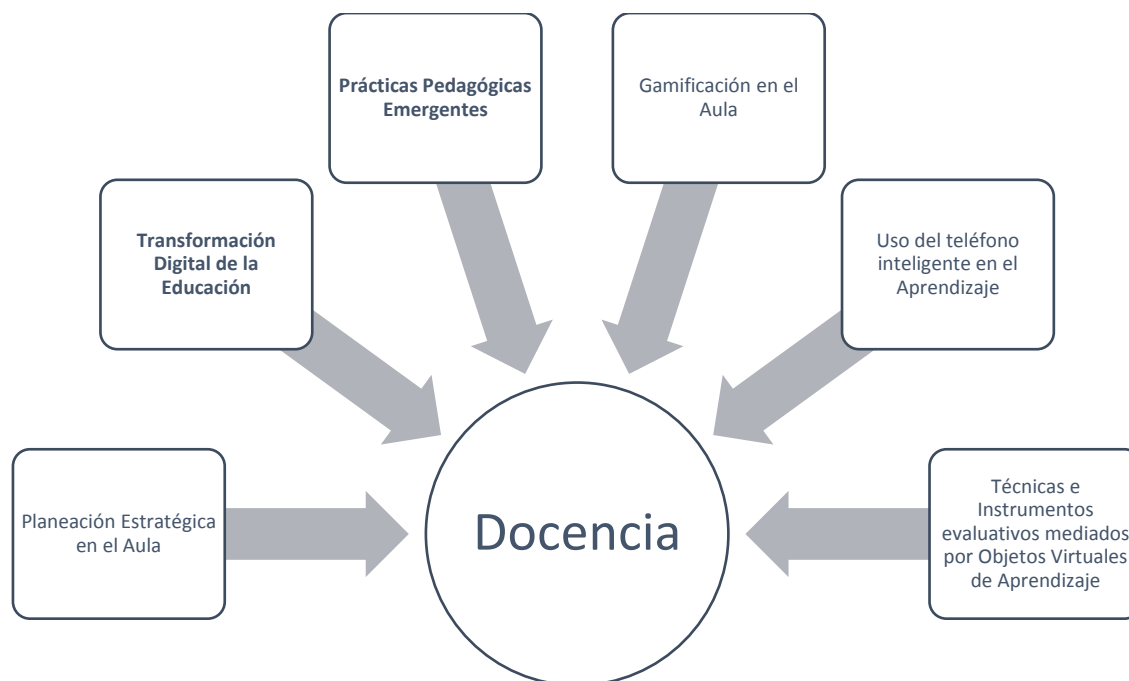 Prácticas Pedagógicas
Emergentes
Gamificación en el
Aula
Transformación
Digital de la
Educación
Uso del teléfono
inteligente en el
Aprendizaje
Planeación Estratégica
en el Aula
Docencia
Técnicas e
Instrumentos
evaluativos mediados
por Objetos Virtuales
de Aprendizaje